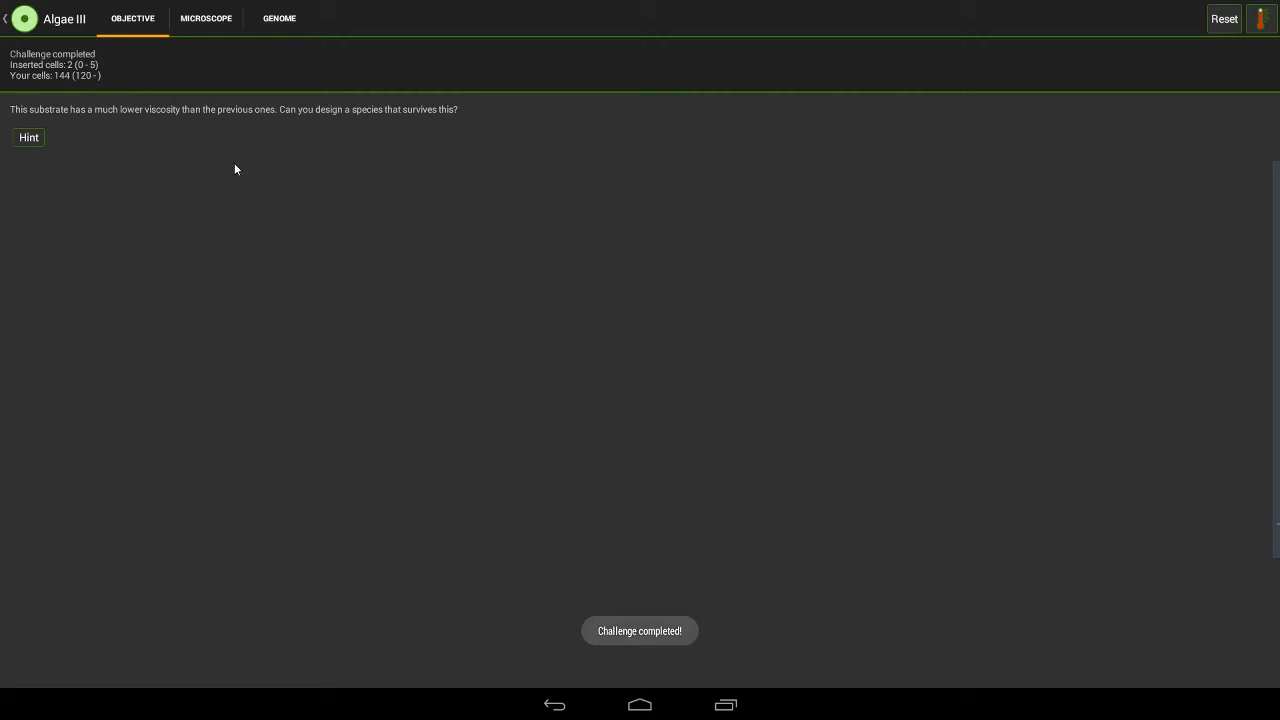 Algae III
OBJECTIVE
MICROSCOPE
GENOME
Reset
Challenge completed
Inserted cells: 2 (0 - 5)
Your cells: 144 (120 - )
This substrate has a much lower viscosity than the previous ones. Can you design a species that survives this?
Hint
Challenge completed!